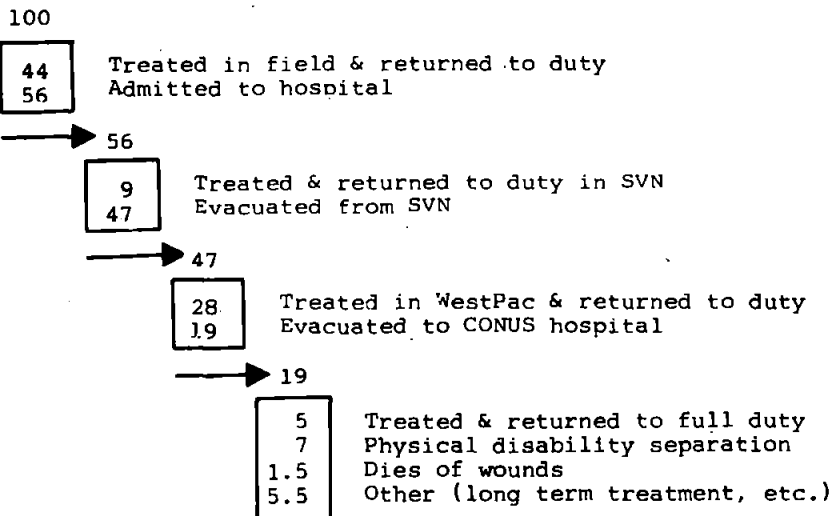 100
44 Treated in field & returned to duty
56 Admitted to hospital
56
9 Treated & returned to duty in SVN
47 Evacuated from SVN
47
28 Treated in WestPac & returned to duty
19 Evacuated to CONUS hospital
19
5 Treated & returned to full duty
7 Physical disability separation
1.5 Dies of wounds
5.5 Other (long term treatment, etc.)